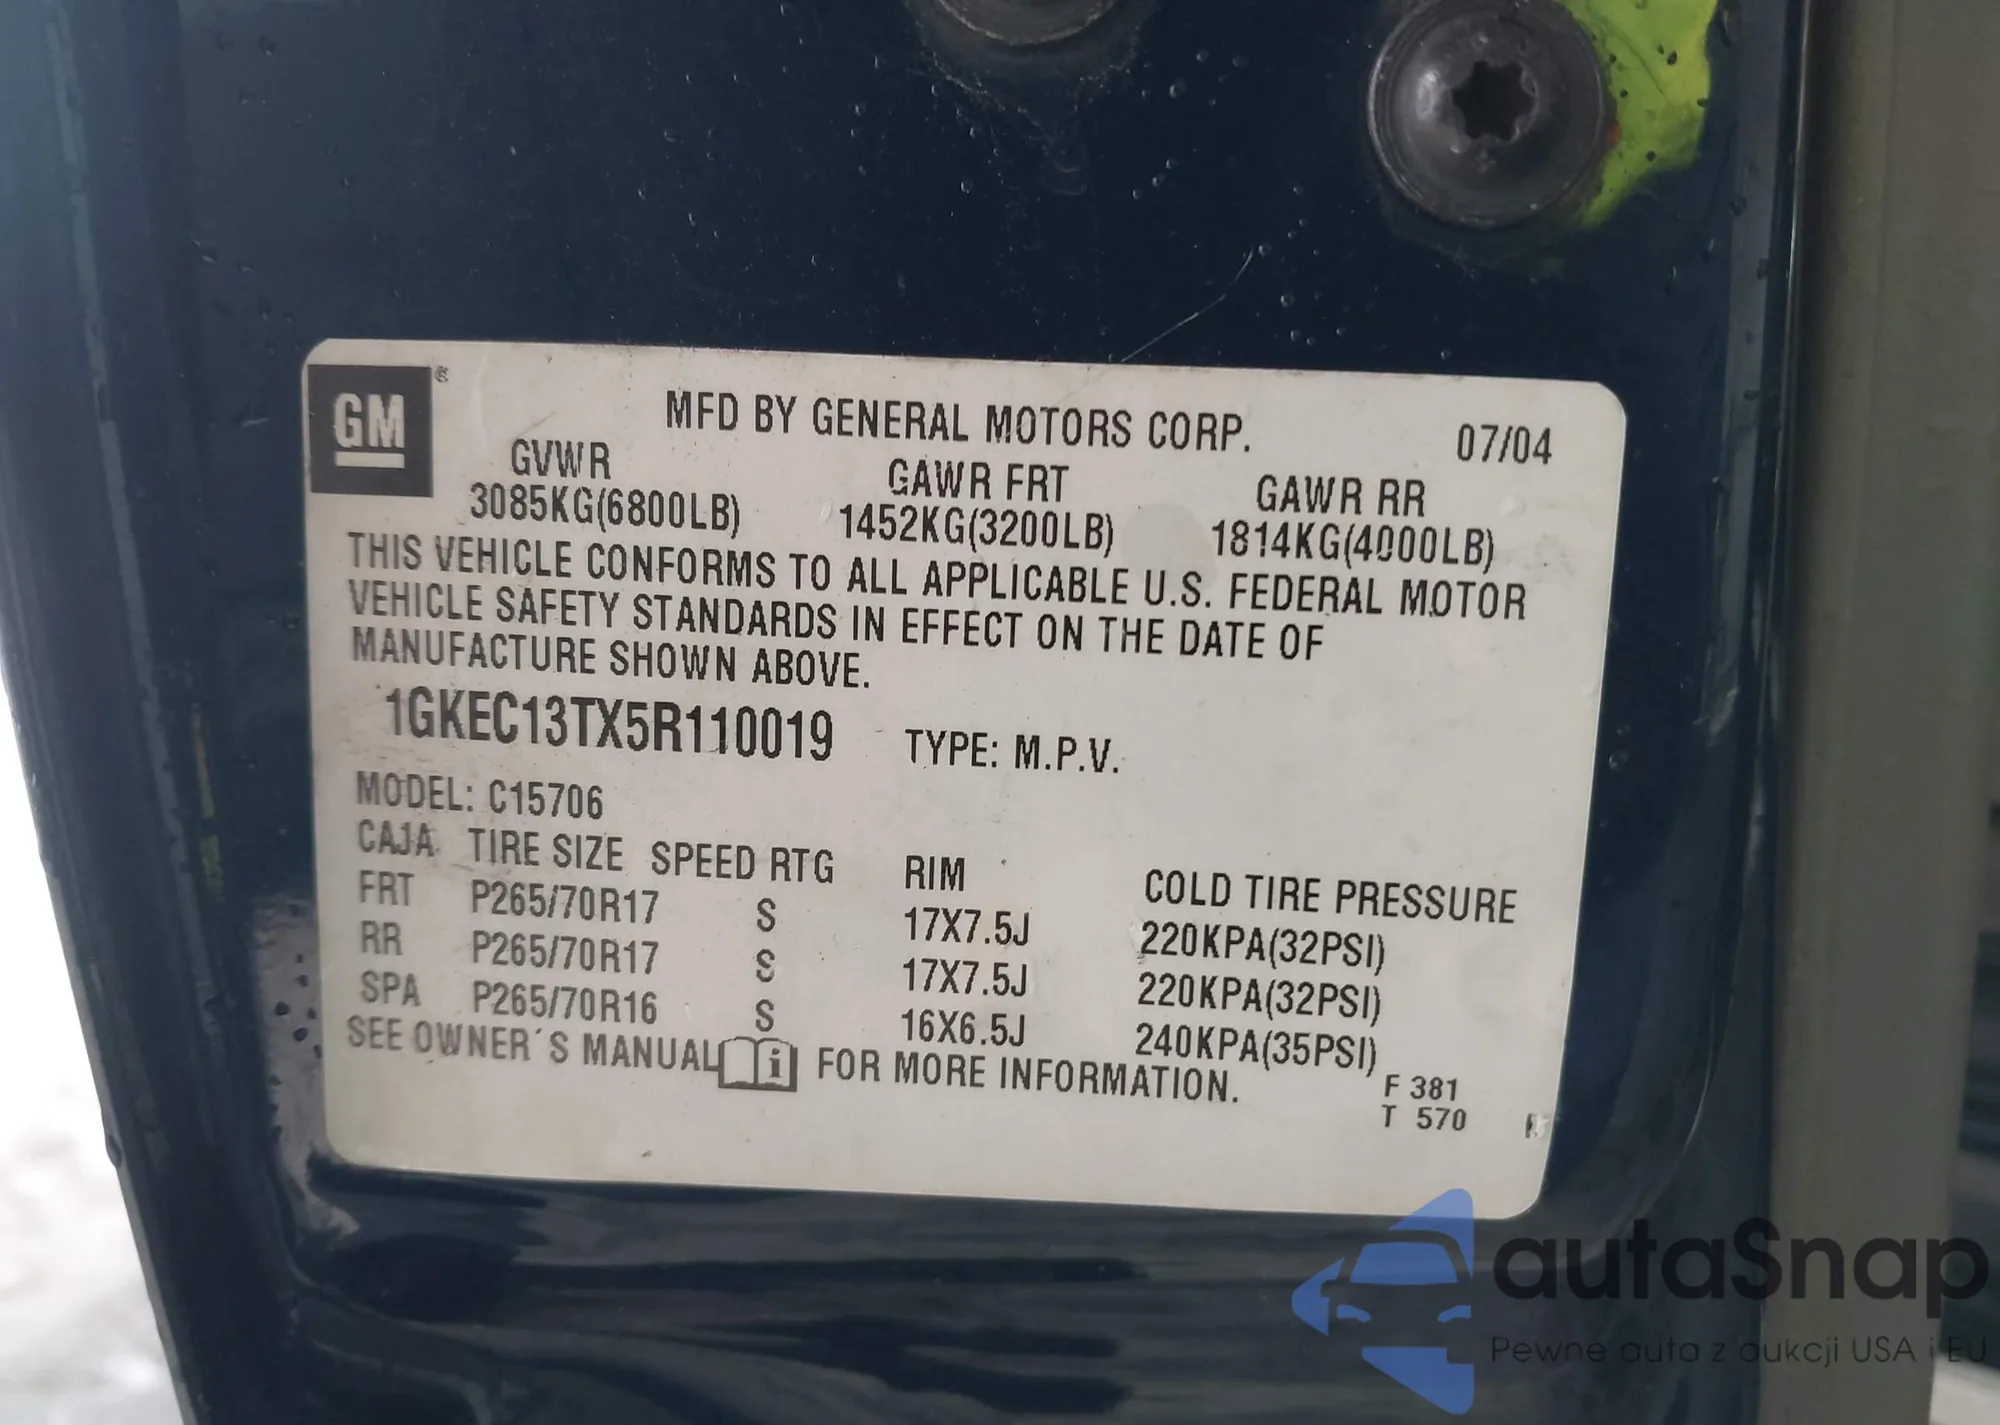 GM ®
MFD BY GENERAL MOTORS CORP. 07/04
GVWR GAWR FRT GAWR RR
3085KG(6800LB) 1452KG(3200LB) 1814KG(4000LB)
THIS VEHICLE CONFORMS TO ALL APPLICABLE U.S. FEDERAL MOTOR
VEHICLE SAFETY STANDARDS IN EFFECT ON THE DATE OF
MANUFACTURE SHOWN ABOVE.
1GKEC13TX5R110019 TYPE: M.P.V.
MODEL: C15706
CAJA TIRE SIZE SPEED RTG RIM COLD TIRE PRESSURE
FRT P265/70R17 S 17X7.5J 220KPA(32PSI)
RR P265/70R17 S 17X7.5J 220KPA(32PSI)
SPA P265/70R16 S 16X6.5J 240KPA(35PSI)
SEE OWNER´S MANUAL i FOR MORE INFORMATION.
F 381
T 570
autaSnap
Pewne auta z aukcji USA i EU